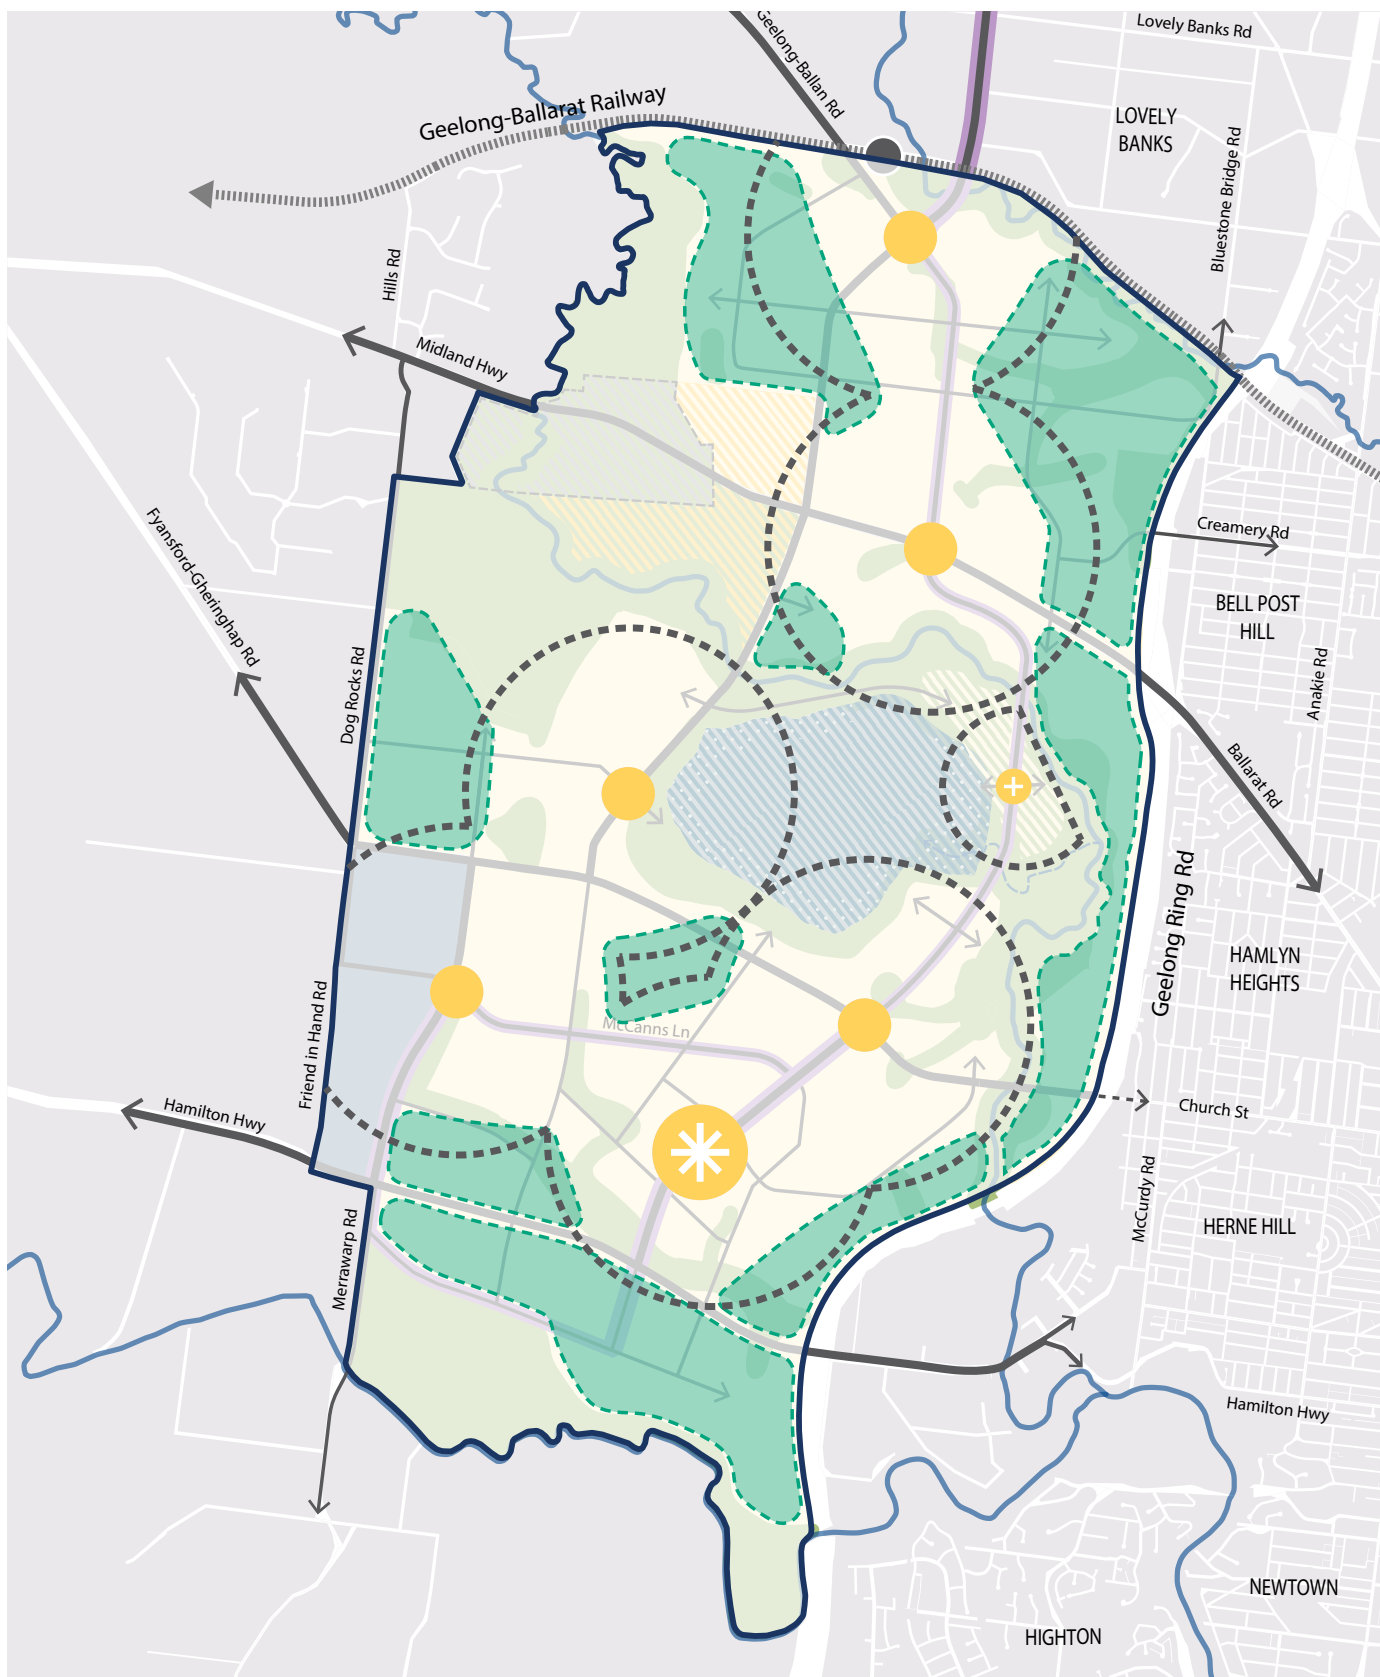 Lovely Banks Rd
Geelong-Ballan Rd
Geelong-Ballarat Railway
LOVELY
BANKS
Bluestone Bridge Rd
Hills Rd
Midland Hwy
Fyansford-Gheringhap Rd
Creamery Rd
BELL POST
HILL
Anakie Rd
Dog Rocks Rd
Ballarat Rd
Geelong Ring Rd
HAMLYN
HEIGHTS
Friend in Hand Rd
McCanns Ln
Hamilton Hwy
Church St
McCurdy Rd
HERNE HILL
Merrawarp Rd
Hamilton Hwy
NEWTOWN
HIGHTON